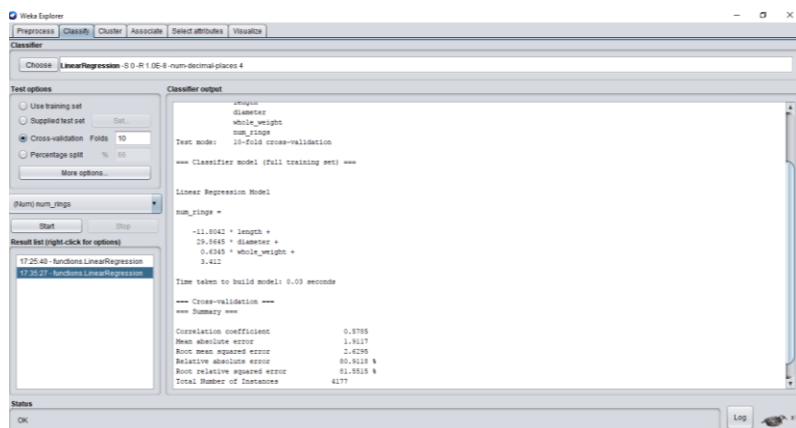 Weka Explorer
Preprocess Classify Cluster Associate Select attributes Visualize
Classifier
Choose LinearRegression -S 0 -R 1.0E-8 -num-decimal-places 4
Test options
Use training set
Supplied test set Set...
Cross-validation Folds 10
Percentage split % 66
More options...
(Num) num_rings
Start Stop
Result list (right-click for options)
17:25:40 - functions.LinearRegression
17:35:27 - functions.LinearRegression
Classifier output
length
diameter
whole_weight
num_rings
Test mode: 10-fold cross-validation
=== Classifier model (full training set) ===
Linear Regression Model
num_rings =
-11.8042 * length +
29.8645 * diameter +
0.6345 * whole_weight +
3.412
Time taken to build model: 0.03 seconds
=== Cross-validation ===
=== Summary ===
Correlation coefficient 0.5785
Mean absolute error 1.9117
Root mean squared error 2.6295
Relative absolute error 80.9118 %
Root relative squared error 81.5515 %
Total Number of Instances 4177
Status
OK
Log